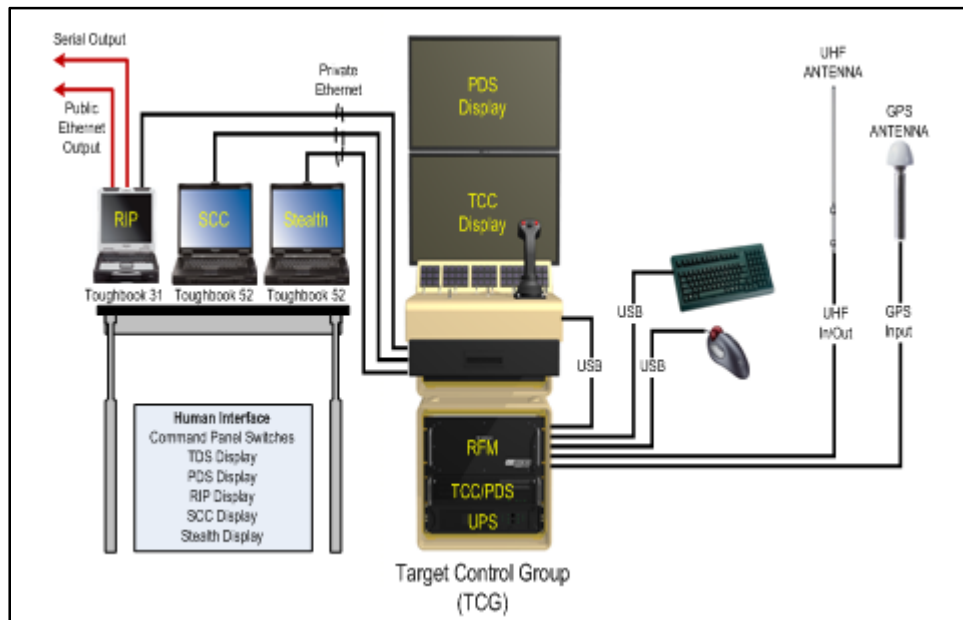 Serial Output
Public
Ethernet
Output
Private
Ethernet
PDS
Display
TCC
Display
UHF
ANTENNA
GPS
ANTENNA
RIP
SCC
Stealth
Toughbook 31
Toughbook 52
Toughbook 52
USB
USB
USB
UHF
In/Out
GPS
Input
Human Interface
Command Panel Switches
TDS Display
PDS Display
RIP Display
SCC Display
Stealth Display
RFM
TCC/PDS
UPS
Target Control Group
(TCG)